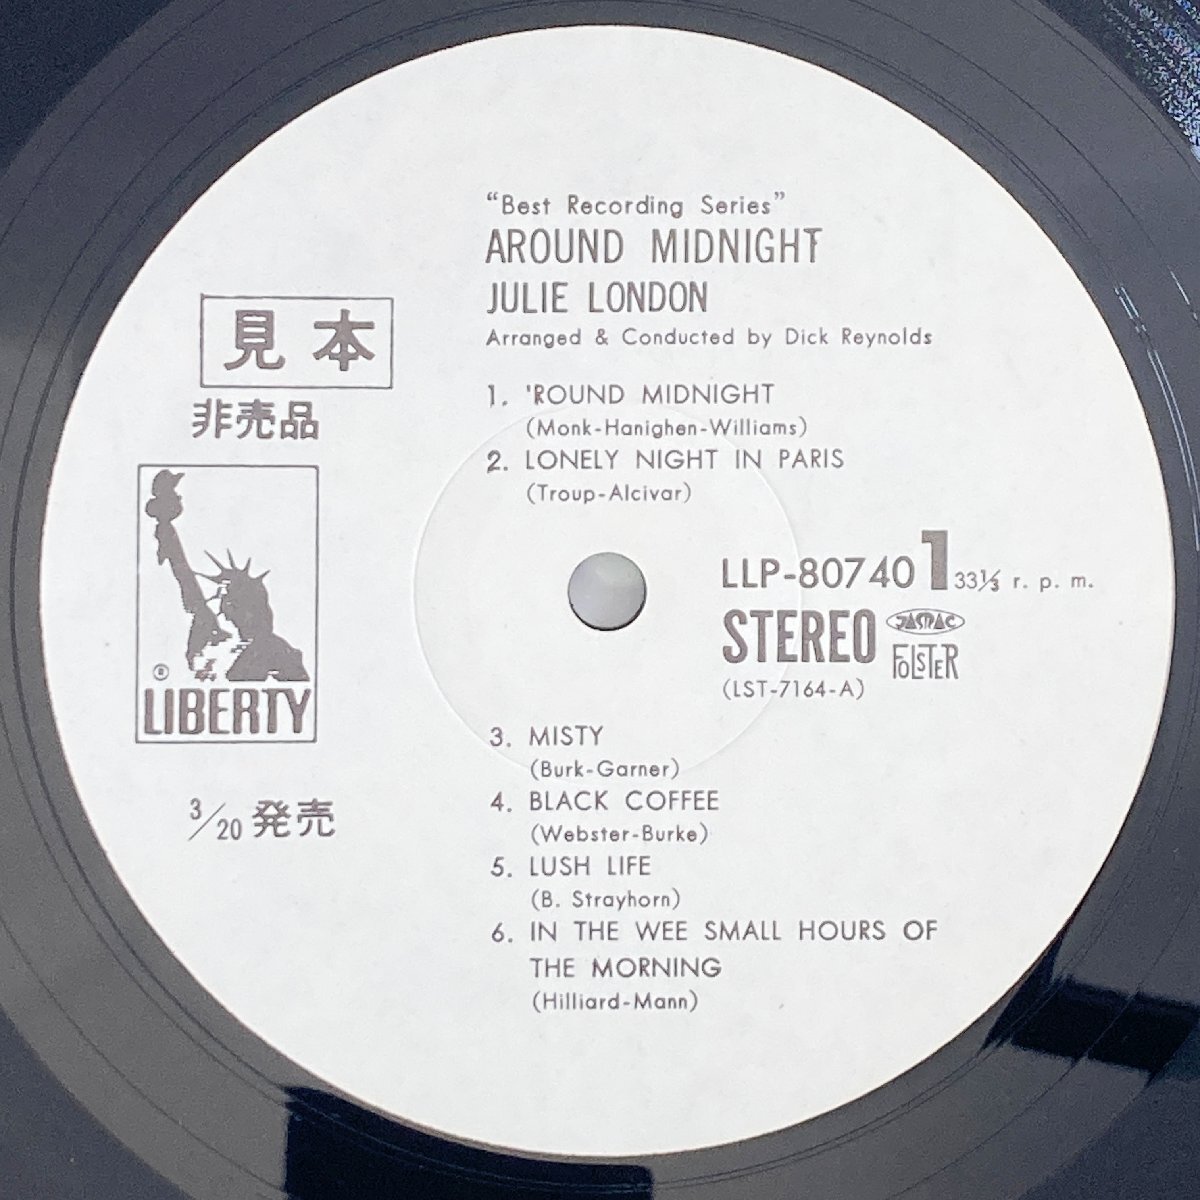 "Best Recording Series"
AROUND MIDNIGHT
JULIE LONDON
Arranged & Conducted by Dick Reynolds
見本
非売品
1. 'ROUND MIDNIGHT
(Monk-Hanighen-Williams)
2. LONELY NIGHT IN PARIS
(Troup-Alcivar)
® LIBERTY
LLP-80740 1 33⅓ r. p. m.
STEREO JASRAC
FOLSTER
(LST-7164-A)
3/20 発売
3. MISTY
(Burk-Garner)
4. BLACK COFFEE
(Webster-Burke)
5. LUSH LIFE
(B. Strayhorn)
6. IN THE WEE SMALL HOURS OF
THE MORNING
(Hilliard-Mann)